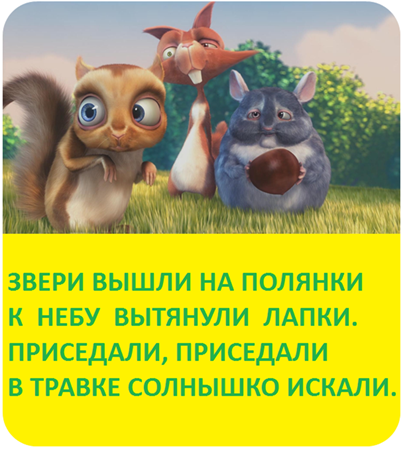 ЗВЕРИ ВЫШЛИ НА ПОЛЯНКИ
К НЕБУ ВЫТЯНУЛИ ЛАПКИ.
ПРИСЕДАЛИ, ПРИСЕДАЛИ
В ТРАВКЕ СОЛНЫШКО ИСКАЛИ.